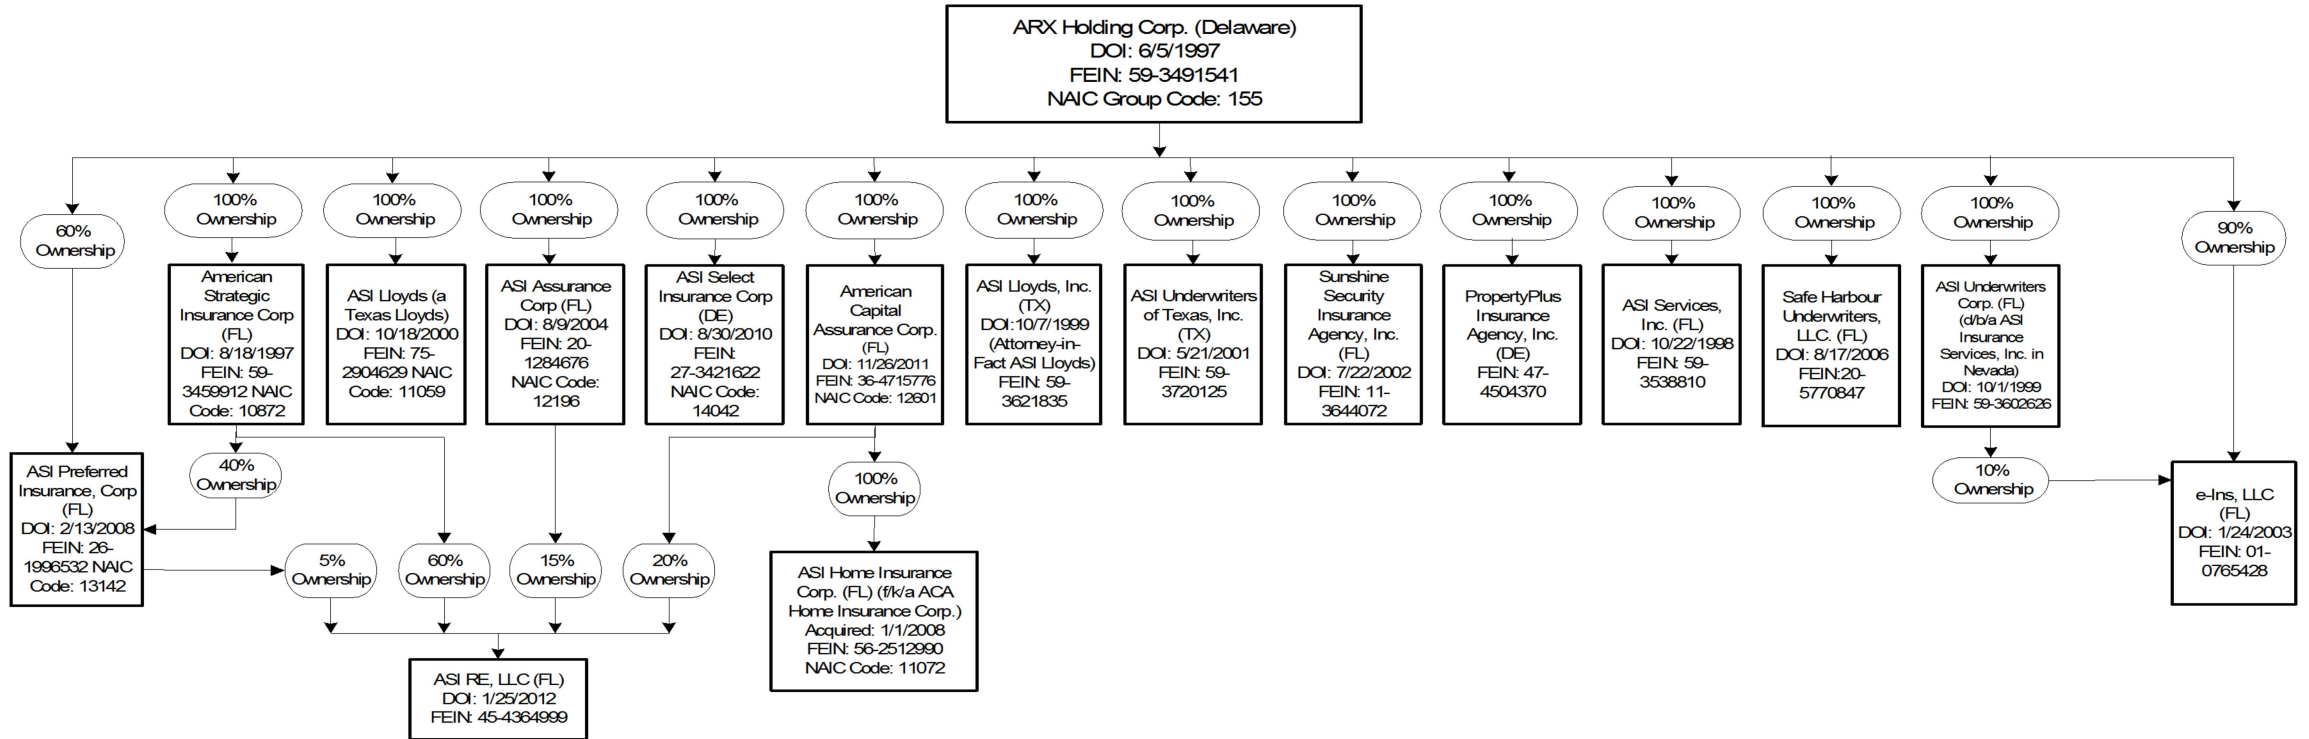 ARX Holding Corp. (Delaware)
DOI: 6/5/1997
FEIN: 59-3491541
NAIC Group Code: 155
60%
Ownership
100%
Ownership
100%
Ownership
100%
Ownership
100%
Ownership
100%
Ownership
100%
Ownership
100%
Ownership
100%
Ownership
100%
Ownership
100%
Ownership
100%
Ownership
100%
Ownership
90%
Ownership
American
Strategic
Insurance Corp
(FL)
DOI: 8/18/1997
FEIN: 59-
3459912 NAIC
Code: 10872
ASI Lloyds (a
Texas Lloyds)
DOI: 10/18/2000
FEIN: 75-
2904629 NAIC
Code: 11059
ASI Assurance
Corp (FL)
DOI: 8/9/2004
FEIN: 20-
1284676
NAIC Code:
12196
ASI Select
Insurance Corp
(DE)
DOI: 8/30/2010
FEIN:
27-3421622
NAIC Code:
14042
American
Capital
Assurance Corp.
(FL)
DOI: 11/26/2011
FEIN: 36-4715776
NAIC Code: 12601
ASI Lloyds, Inc.
(TX)
DOI:10/7/1999
(Attorney-in-
Fact ASI Lloyds)
FEIN: 59-
3621835
ASI Underwriters
of Texas, Inc.
(TX)
DOI: 5/21/2001
FEIN: 59-
3720125
Sunshine
Security
Insurance
Agency, Inc.
(FL)
DOI: 7/22/2002
FEIN: 11-
3644072
PropertyPlus
Insurance
Agency, Inc.
(DE)
FEIN: 47-
4504370
ASI Services,
Inc. (FL)
DOI: 10/22/1998
FEIN: 59-
3538810
Safe Harbour
Underwriters,
LLC. (FL)
DOI: 8/17/2006
FEIN:20-
5770847
ASI Underwriters
Corp. (FL)
(d/b/a ASI
Insurance
Services, Inc. in
Nevada)
DOI: 10/1/1999
FEIN: 59-3602626
ASI Preferred
Insurance, Corp
(FL)
DOI: 2/13/2008
FEIN: 26-
1996532 NAIC
Code: 13142
40%
Ownership
100%
Ownership
10%
Ownership
e-Ins, LLC
(FL)
DOI: 1/24/2003
FEIN: 01-
0765428
5%
Ownership
60%
Ownership
15%
Ownership
20%
Ownership
ASI Home Insurance
Corp. (FL) (f/k/a ACA
Home Insurance Corp.)
Acquired: 1/1/2008
FEIN: 56-2512990
NAIC Code: 11072
ASI RE, LLC (FL)
DOI: 1/25/2012
FEIN: 45-4364999